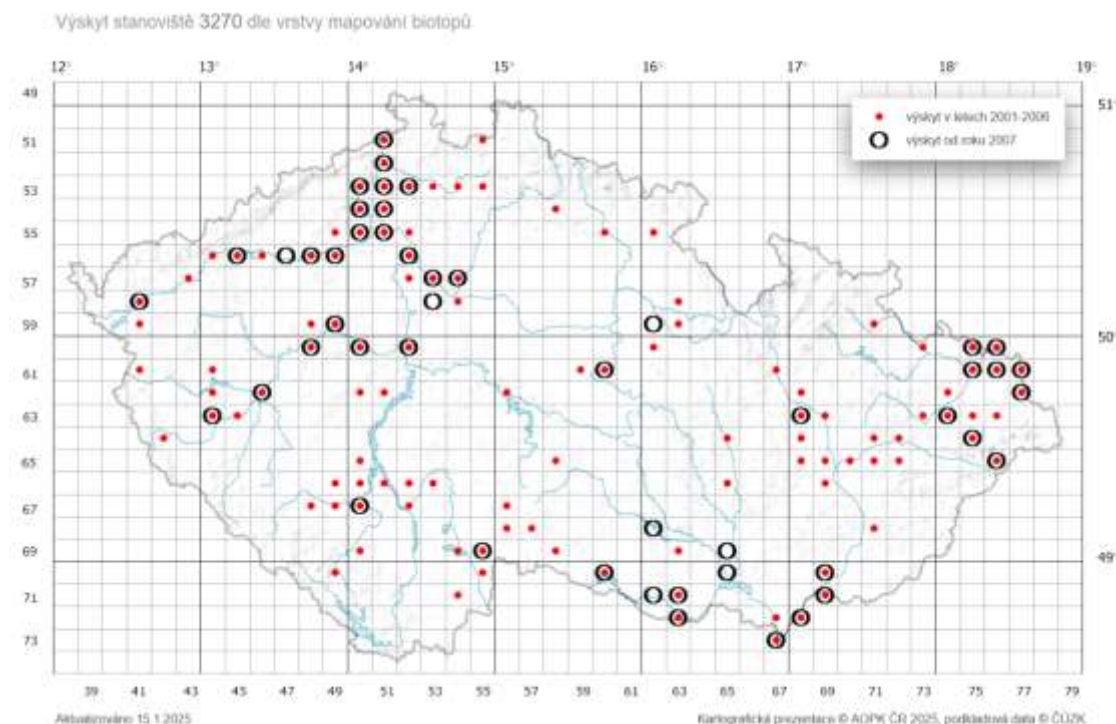 Výskyt stanoviště 3270 dle vrstvy mapování biotopů
12° 13° 14° 15° 16° 17° 18° 19°
49 51°
výskyt v letech 2001-2006
51
výskyt od roku 2007
53
55
57
59 50°
61
63
65
67
69 49°
71
73
39 41 43 45 47 49 51 53 55 57 59 61 63 65 67 69 71 73 75 77 79
Aktualizováno 15.1.2025 Kartografická prezentace © AOPK ČR 2025, podkladová data © ČÚZK